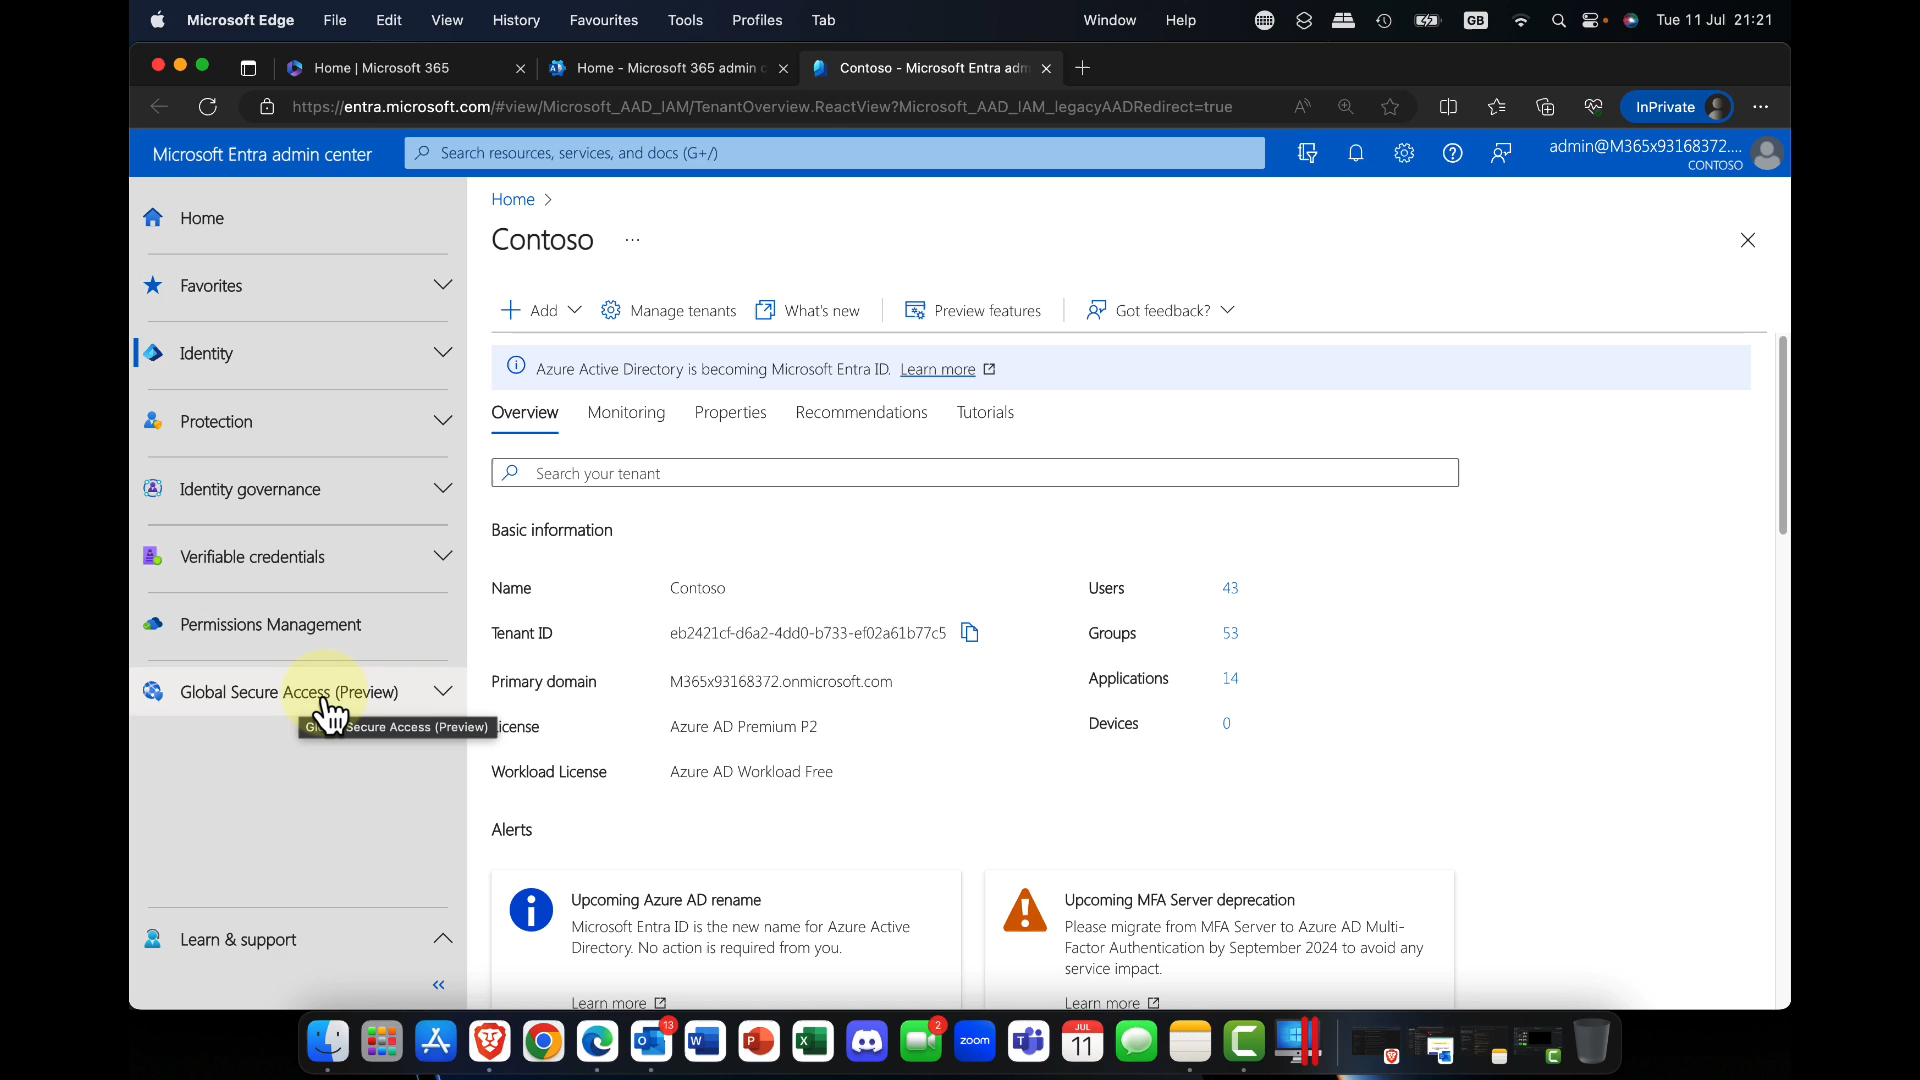 Microsoft Edge File Edit View History Favourites Tools Profiles Tab Window Help GB Tue 11 Jul 21:21
Home | Microsoft 365
Home - Microsoft 365 admin c
Contoso - Microsoft Entra adm
https://entra.microsoft.com/#view/Microsoft_AAD_IAM/TenantOverview.ReactView?Microsoft_AAD_IAM_legacyAADRedirect=true
InPrivate
Microsoft Entra admin center
Search resources, services, and docs (G+/)
admin@M365x93168372....
CONTOSO
Home
Favorites
Identity
Protection
Identity governance
Verifiable credentials
Permissions Management
Global Secure Access (Preview)
Secure Access (Preview)
Learn & support
Home
Contoso
Add
Manage tenants
What's new
Preview features
Got feedback?
Azure Active Directory is becoming Microsoft Entra ID. Learn more
Overview Monitoring Properties Recommendations Tutorials
Search your tenant
Basic information
Name Contoso
Tenant ID eb2421cf-d6a2-4dd0-b733-ef02a61b77c5
Primary domain M365x93168372.onmicrosoft.com
icense Azure AD Premium P2
Workload License Azure AD Workload Free
Users 43
Groups 53
Applications 14
Devices 0
Alerts
Upcoming Azure AD rename
Microsoft Entra ID is the new name for Azure Active
Directory. No action is required from you.
Learn more
Upcoming MFA Server deprecation
Please migrate from MFA Server to Azure AD Multi-
Factor Authentication by September 2024 to avoid any
service impact.
Learn more
13
2
zoom
JUL
11